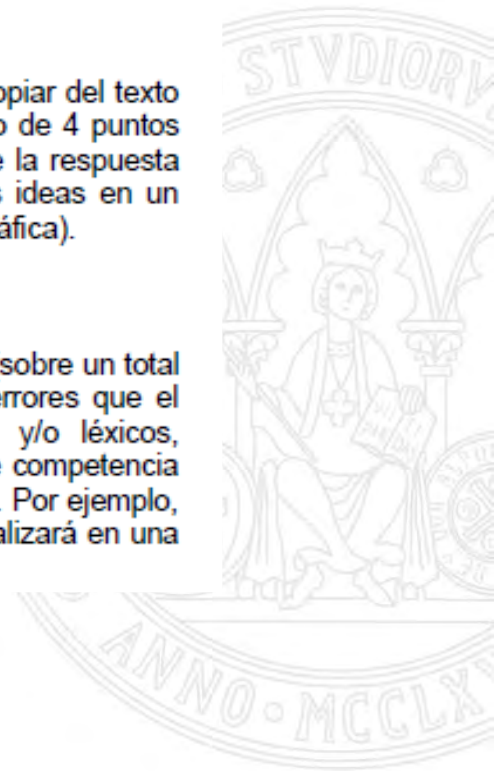 opiar del texto
o de 4 puntos
e la respuesta
s ideas en un
áfica).
sobre un total
errores que el
y/o léxicos,
e competencia
. Por ejemplo,
alizará en una
STVDIORV
ANNO · MCCLX